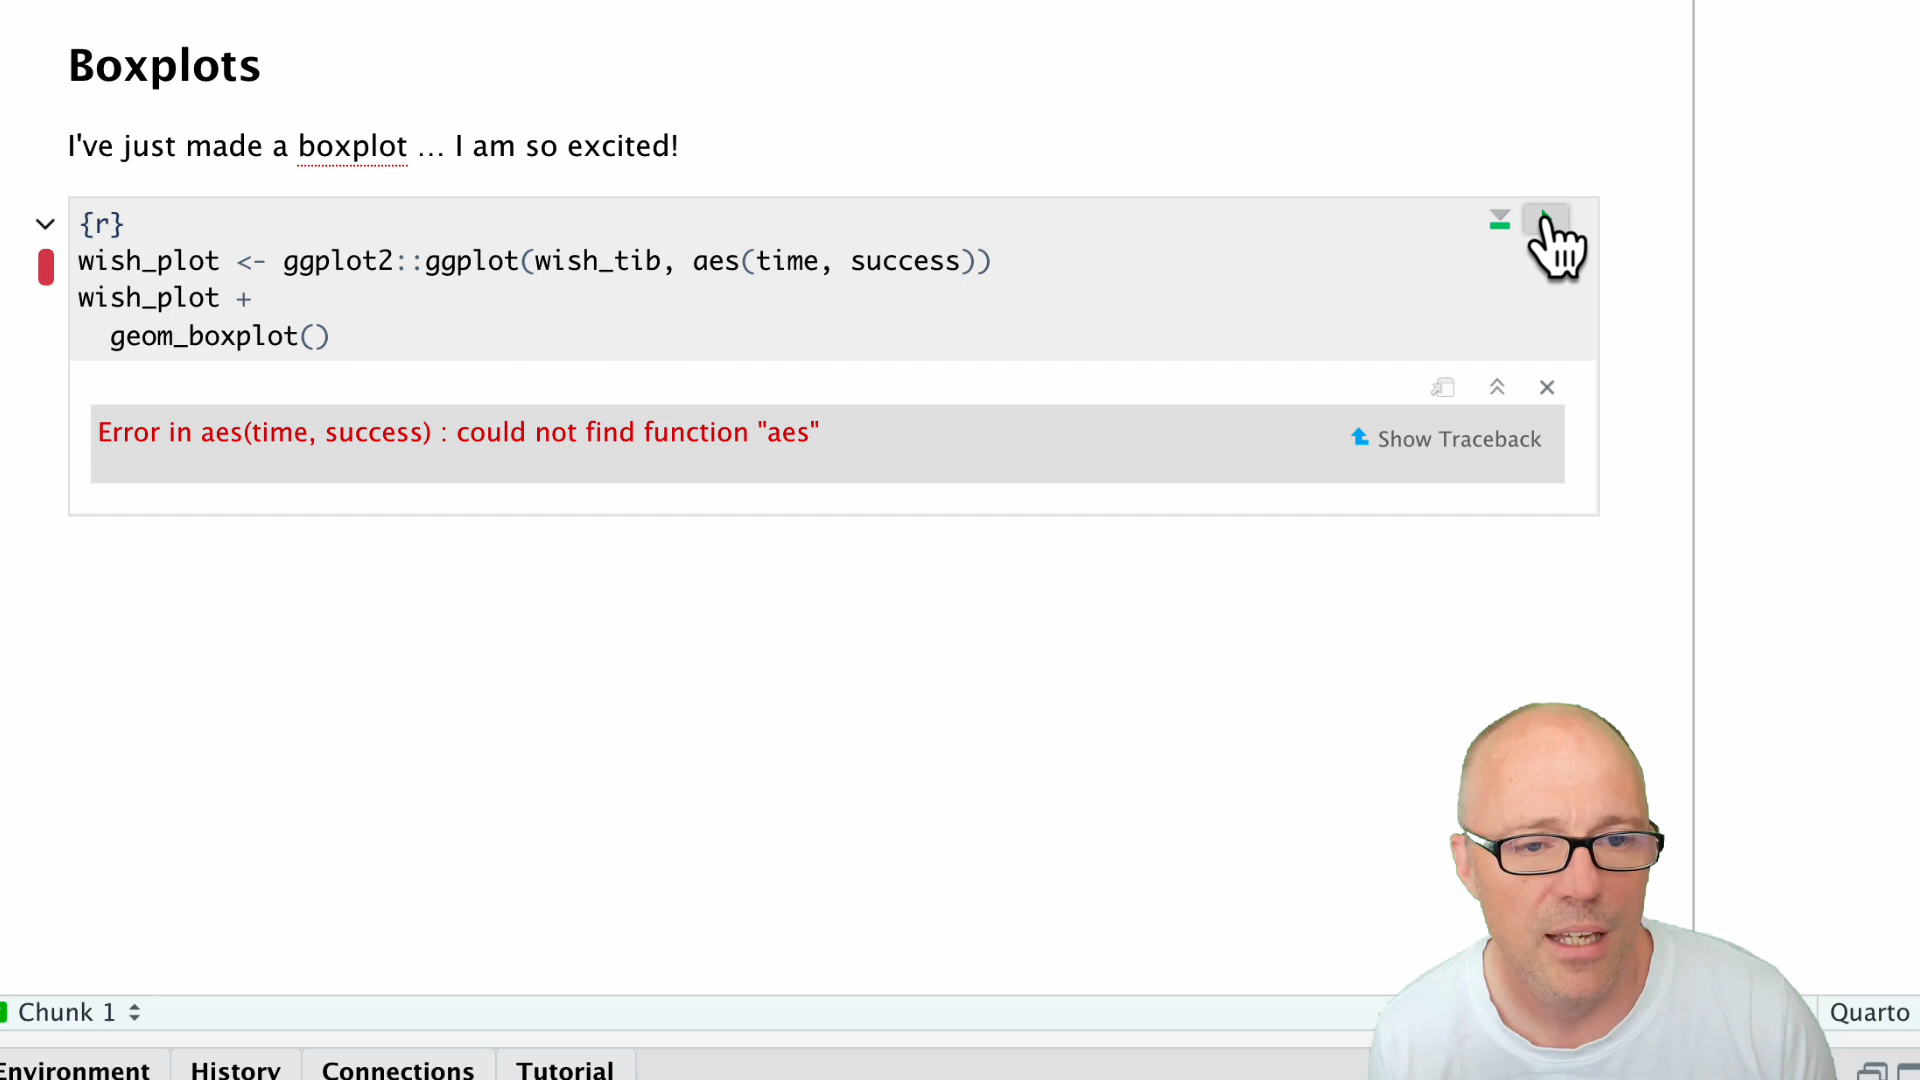 Boxplots
I've just made a boxplot … I am so excited!
{r}
wish_plot <- ggplot2::ggplot(wish_tib, aes(time, success))
wish_plot +
geom_boxplot()
Error in aes(time, success) : could not find function "aes"
Show Traceback
Chunk 1
Quarto
Environment
History
Connections
Tutorial